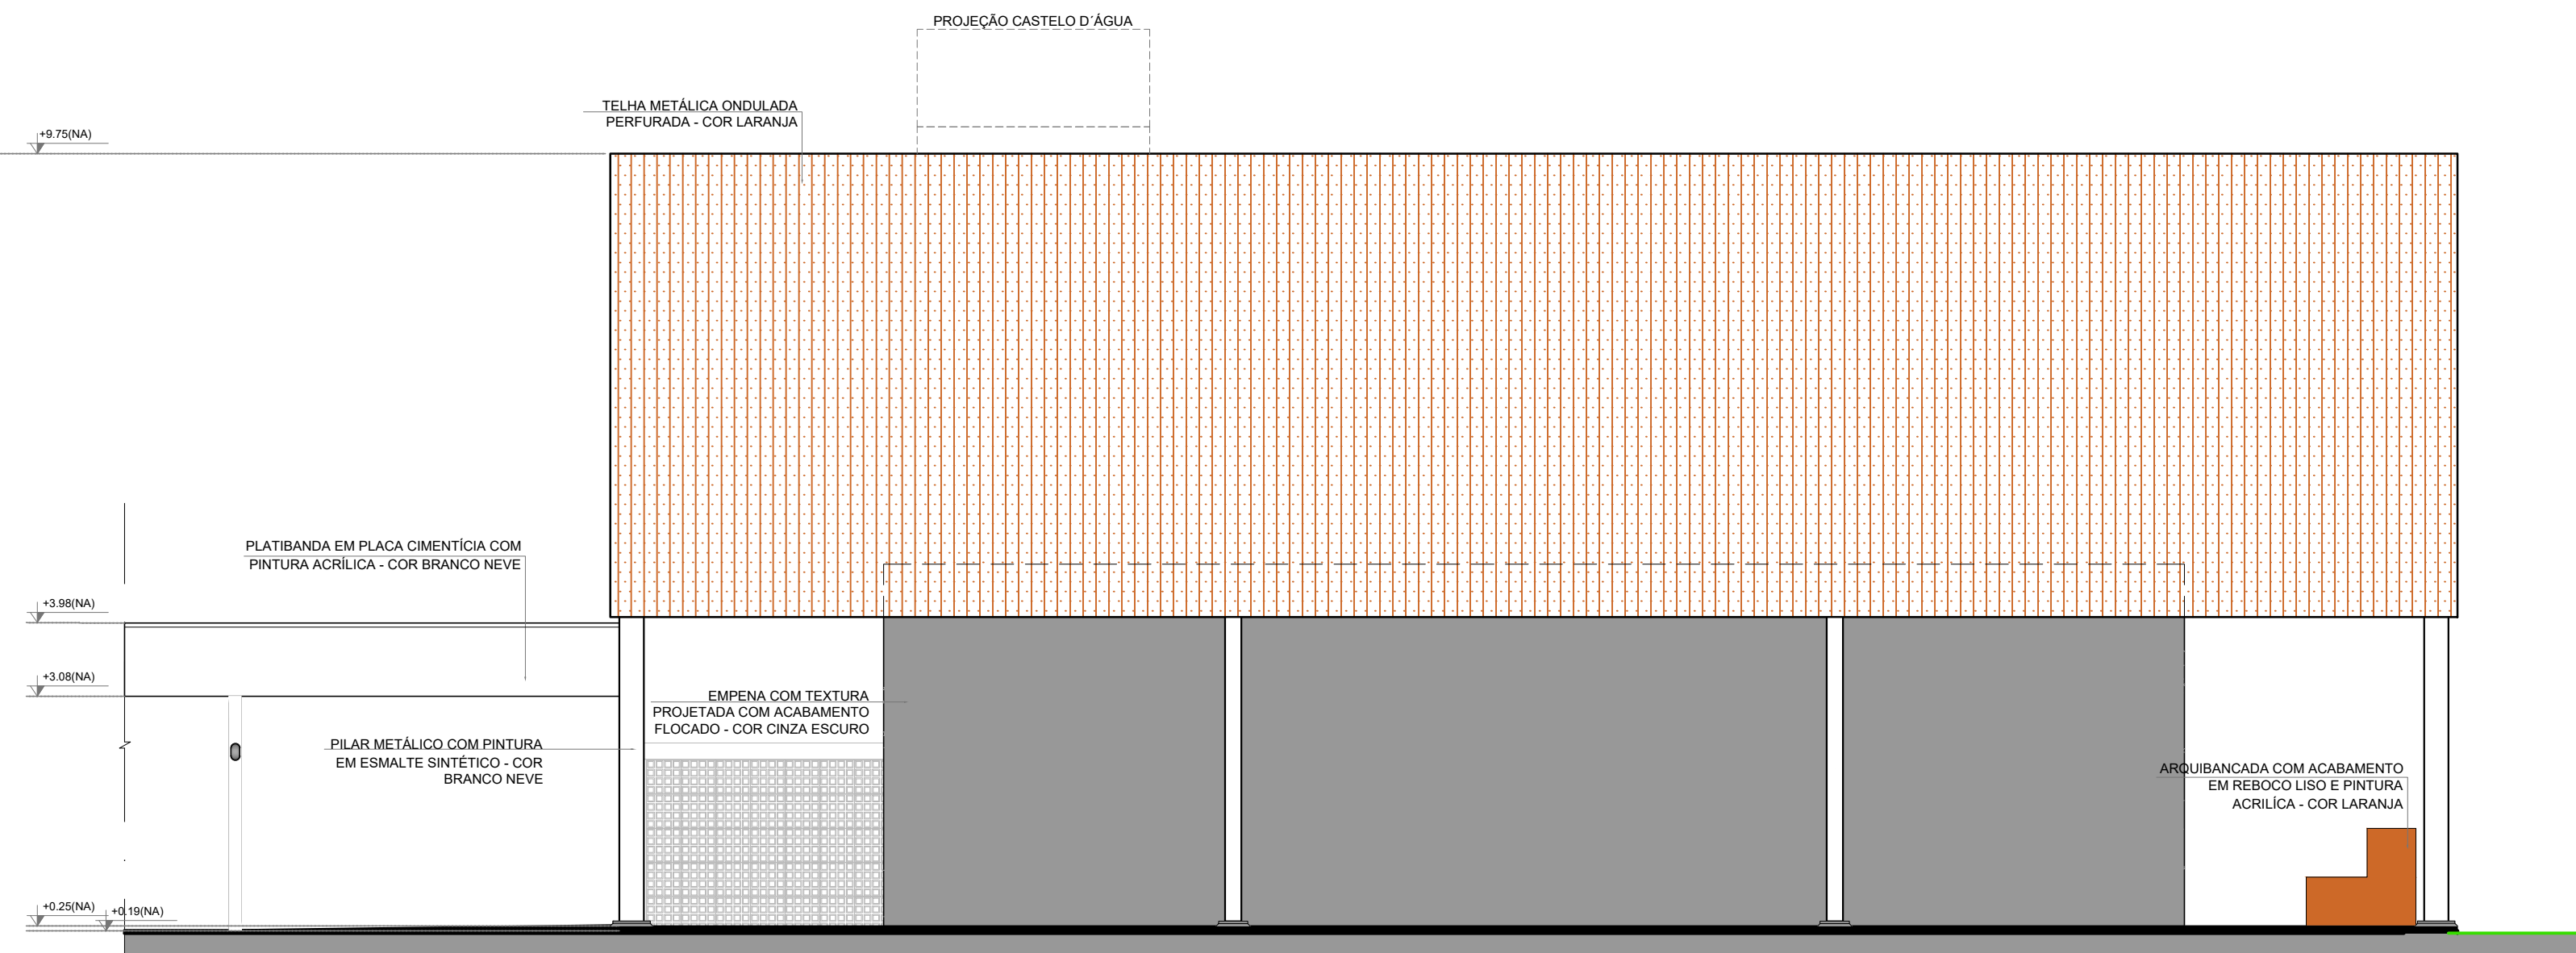 PROJEÇÃO CASTELO D´ÁGUA
TELHA METÁLICA ONDULADA
PERFURADA - COR LARANJA
+9.75(NA)
PLATIBANDA EM PLACA CIMENTÍCIA COM
PINTURA ACRÍLICA - COR BRANCO NEVE
+3.98(NA)
+3.08(NA)
EMPENA COM TEXTURA
PROJETADA COM ACABAMENTO
FLOCADO - COR CINZA ESCURO
PILAR METÁLICO COM PINTURA
EM ESMALTE SINTÉTICO - COR
BRANCO NEVE
ARQUIBANCADA COM ACABAMENTO
EM REBOCO LISO E PINTURA
ACRILÍCA - COR LARANJA
+0.25(NA)
+0.19(NA)